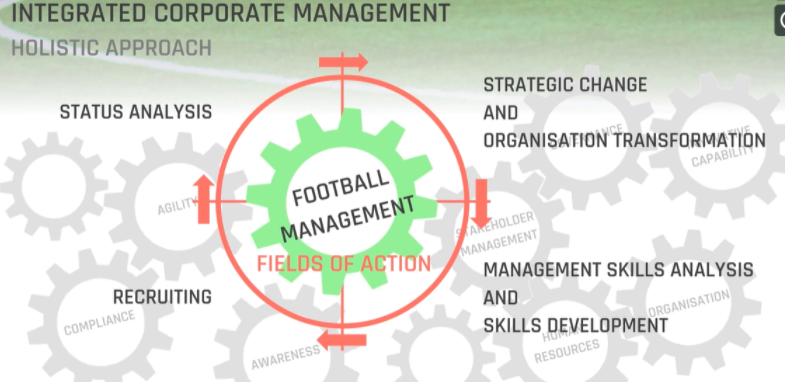 INTEGRATED CORPORATE MANAGEMENT
HOLISTIC APPROACH
STATUS ANALYSIS
STRATEGIC CHANGE
AND
ORGANISATION TRANSFORMATION
CAPABILITY
AGILITY
FOOTBALL
MANAGEMENT
FIELDS OF ACTION
STAKEHOLDER
MANAGEMENT
RECRUITING
MANAGEMENT SKILLS ANALYSIS
AND
SKILLS DEVELOPMENT
COMPLIANCE
AWARENESS
HUMAN
RESOURCES
ORGANISATION